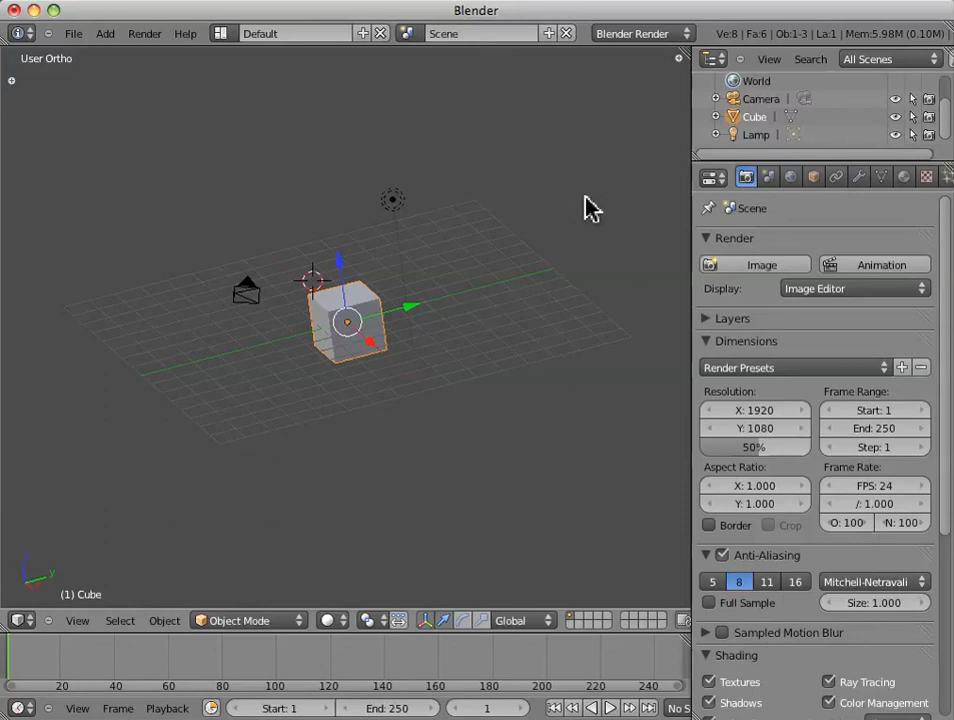 Blender
File Add Render Help Default Scene Blender Render Ve:8 | Fa:6 | Ob:1-3 | La:1 | Mem:5.98M (0.10M)
User Ortho
View Search All Scenes
World
Camera
Cube
Lamp
Scene
Render
Image Animation
Display: Image Editor
Layers
Dimensions
Render Presets
Resolution: Frame Range:
X: 1920 Start: 1
Y: 1080 End: 250
50% Step: 1
Aspect Ratio: Frame Rate:
X: 1.000 FPS: 24
Y: 1.000 /: 1.000
Border Crop O: 100 N: 100
Anti-Aliasing
5 8 11 16 Mitchell-Netravali
Full Sample Size: 1.000
Sampled Motion Blur
Shading
Textures Ray Tracing
Shadows Color Management
y
(1) Cube
View Select Object Object Mode Global
20 40 60 80 100 120 140 160 180 200 220 240
View Frame Playback Start: 1 End: 250 1 No S